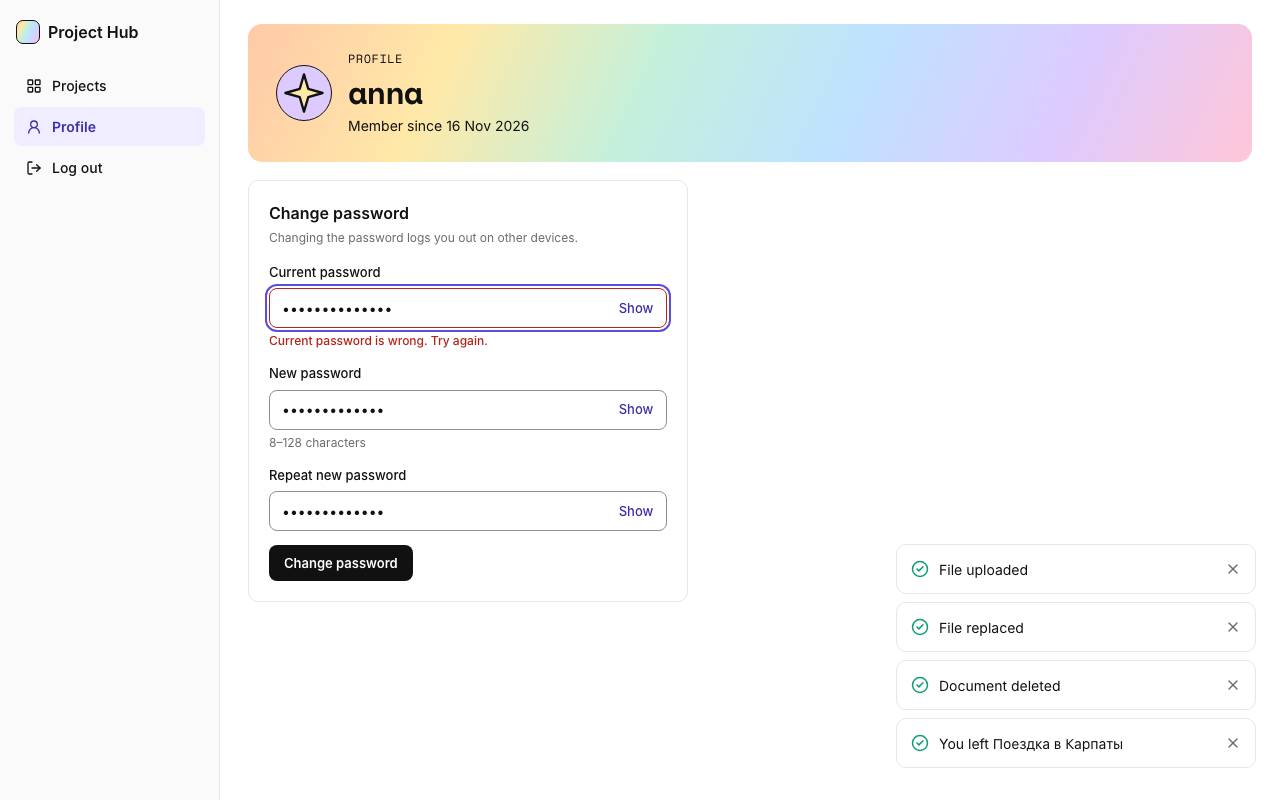 Project Hub
Projects
Profile
Log out
PROFILE
anna
Member since 16 Nov 2026
Change password
Changing the password logs you out on other devices.
Current password
•••••••••••••• Show
Current password is wrong. Try again.
New password
••••••••••••• Show
8–128 characters
Repeat new password
••••••••••••• Show
Change password
File uploaded
File replaced
Document deleted
You left Поездка в Карпаты